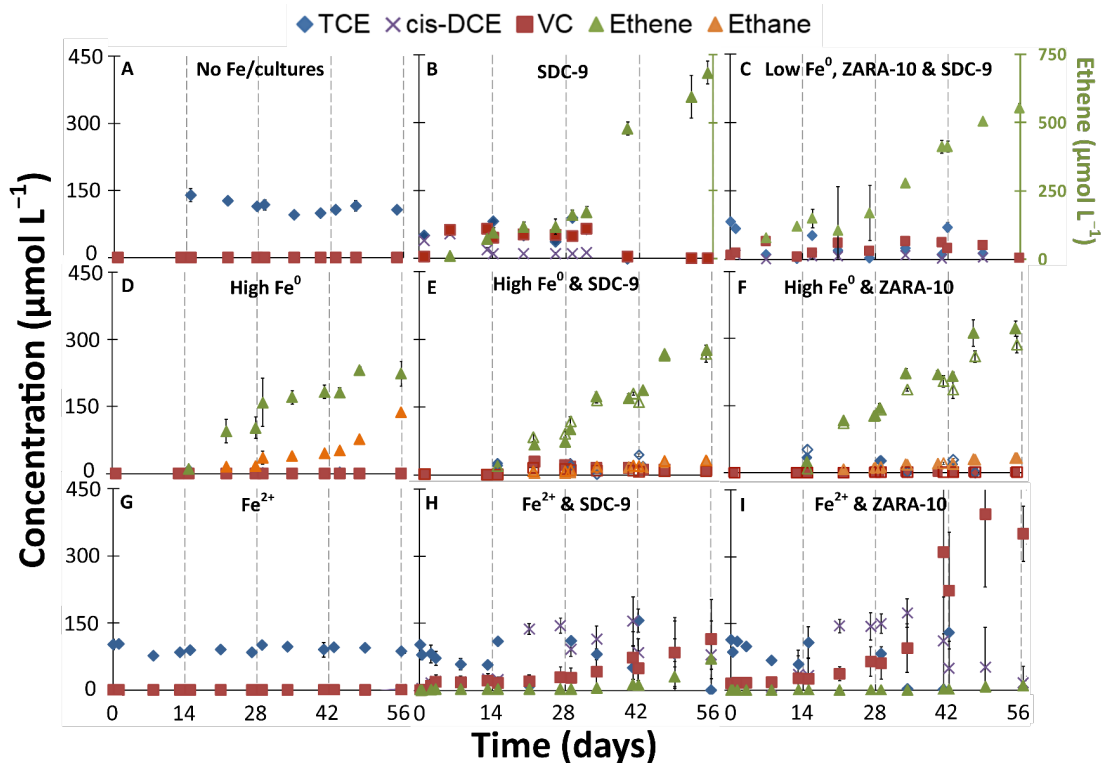 TCE cis-DCE VC Ethene Ethane
A No Fe/cultures
B SDC-9
C Low Fe⁰, ZARA-10 & SDC-9
450
300
150
0
750
500
250
0
Ethene (μmol L⁻¹)
D High Fe⁰
E High Fe⁰ & SDC-9
F High Fe⁰ & ZARA-10
450
300
150
0
Concentration (μmol L⁻¹)
G Fe²⁺
H Fe²⁺ & SDC-9
I Fe²⁺ & ZARA-10
450
300
150
0
0 14 28 42 56 0 14 28 42 56 0 14 28 42 56
Time (days)